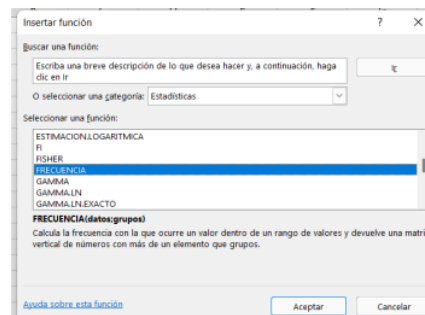 Insertar función ? ×
Buscar una función:
Escriba una breve descripción de lo que desea hacer y, a continuación, haga
clic en Ir
Ir
O seleccionar una categoría: Estadísticas
Seleccionar una función:
ESTIMACION.LOGARITMICA
FI
FISHER
FRECUENCIA
GAMMA
GAMMA.LN
GAMMA.LN.EXACTO
FRECUENCIA(datos;grupos)
Calcula la frecuencia con la que ocurre un valor dentro de un rango de valores y devuelve una matri
vertical de números con más de un elemento que grupos.
Ayuda sobre esta función
Aceptar Cancelar